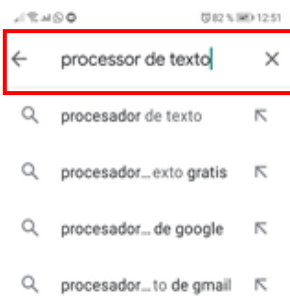 82 % 12:51
processor de texto
procesador de texto
procesador...exto gratis
procesador... de google
procesador...to de gmail